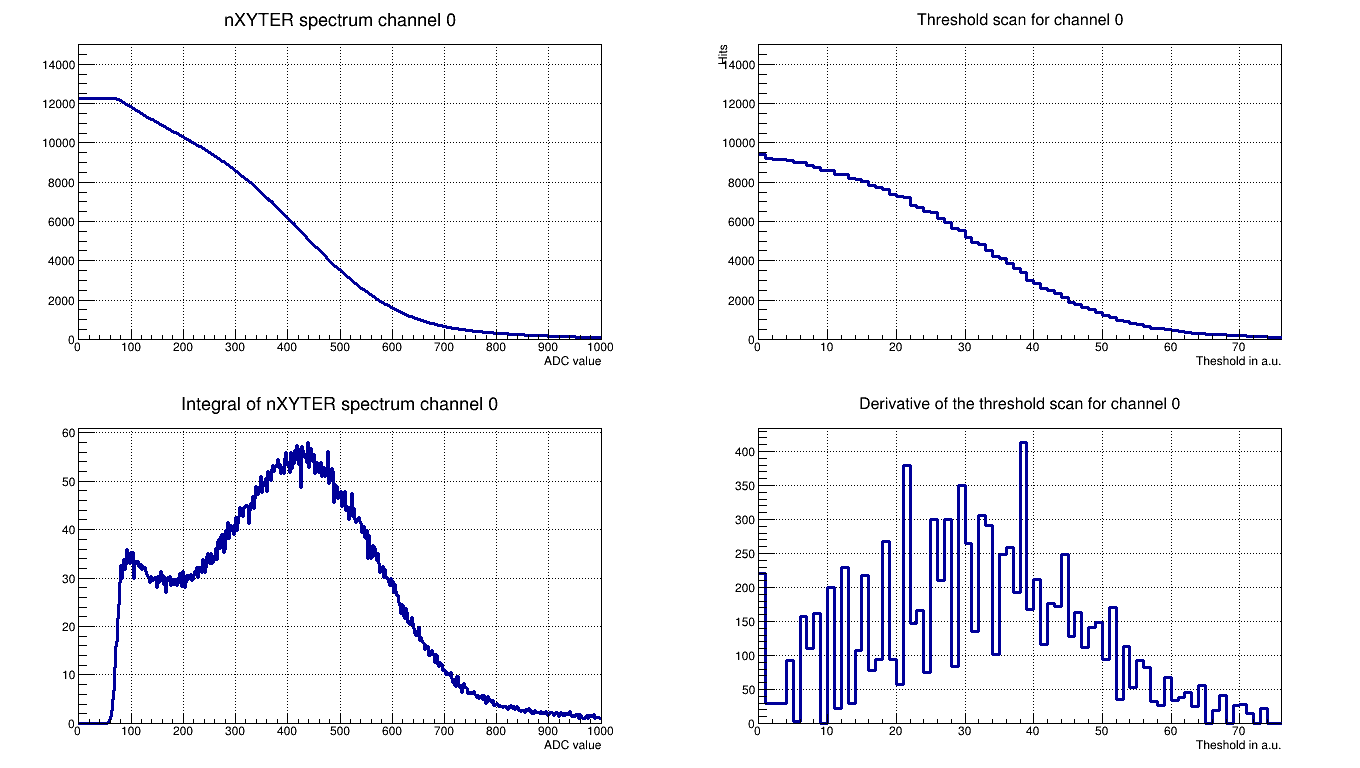 nXYTER spectrum channel 0
14000
12000
10000
8000
6000
4000
2000
0
0 100 200 300 400 500 600 700 800 900 1000
ADC value
Threshold scan for channel 0
Hits
14000
12000
10000
8000
6000
4000
2000
0
0 10 20 30 40 50 60 70
Theshold in a.u.
Integral of nXYTER spectrum channel 0
60
50
40
30
20
10
0
0 100 200 300 400 500 600 700 800 900 1000
ADC value
Derivative of the threshold scan for channel 0
400
350
300
250
200
150
100
50
0
0 10 20 30 40 50 60 70
Theshold in a.u.